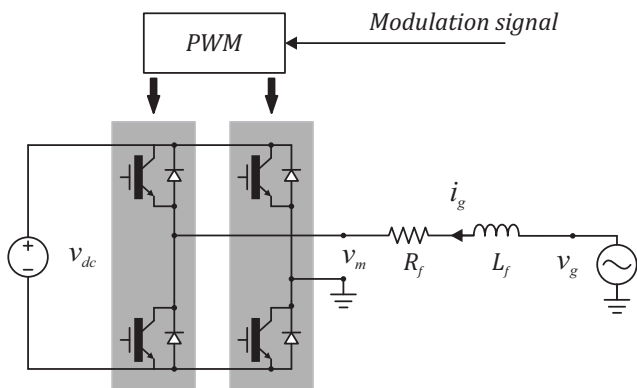 Modulation signal
PWM
i_g
v_dc
v_m
R_f
L_f
v_g